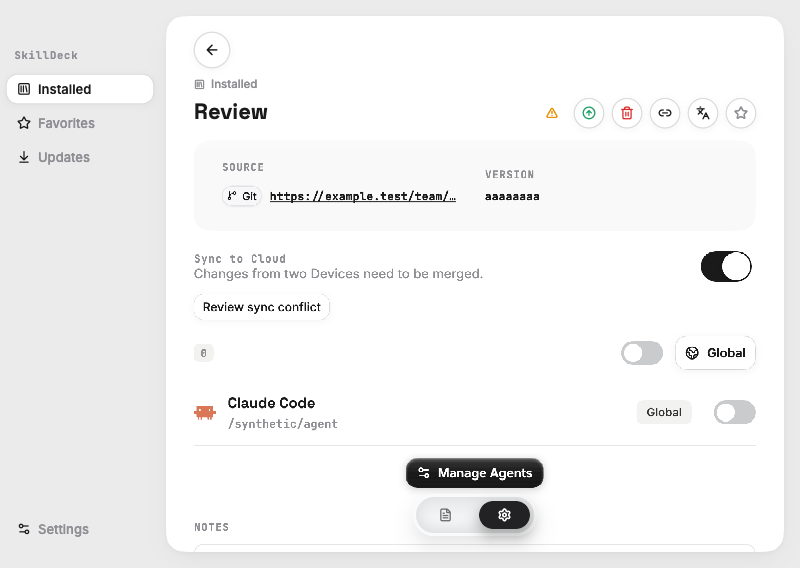 SkillDeck
Installed
Favorites
Updates
Settings
Installed
Review
SOURCE
VERSION
Git
https://example.test/team/…
aaaaaaaa
Sync to Cloud
Changes from two Devices need to be merged.
Review sync conflict
0
Global
Claude Code
/synthetic/agent
Global
Manage Agents
NOTES